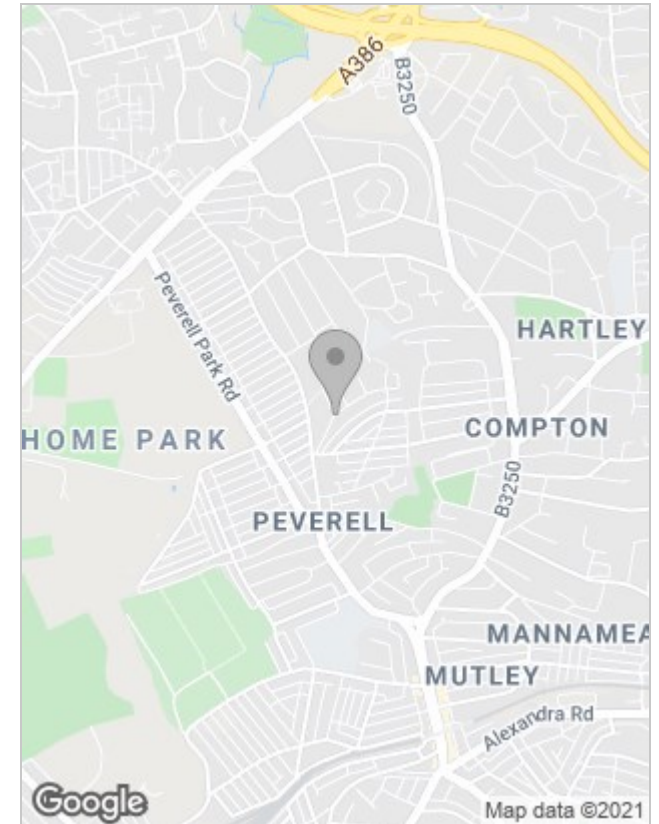 A386
B3250
Peverell Park Rd
HARTLEY
HOME PARK
COMPTON
B3250
PEVERELL
MANNAMEA
MUTLEY
Alexandra Rd
Google
Map data ©2021